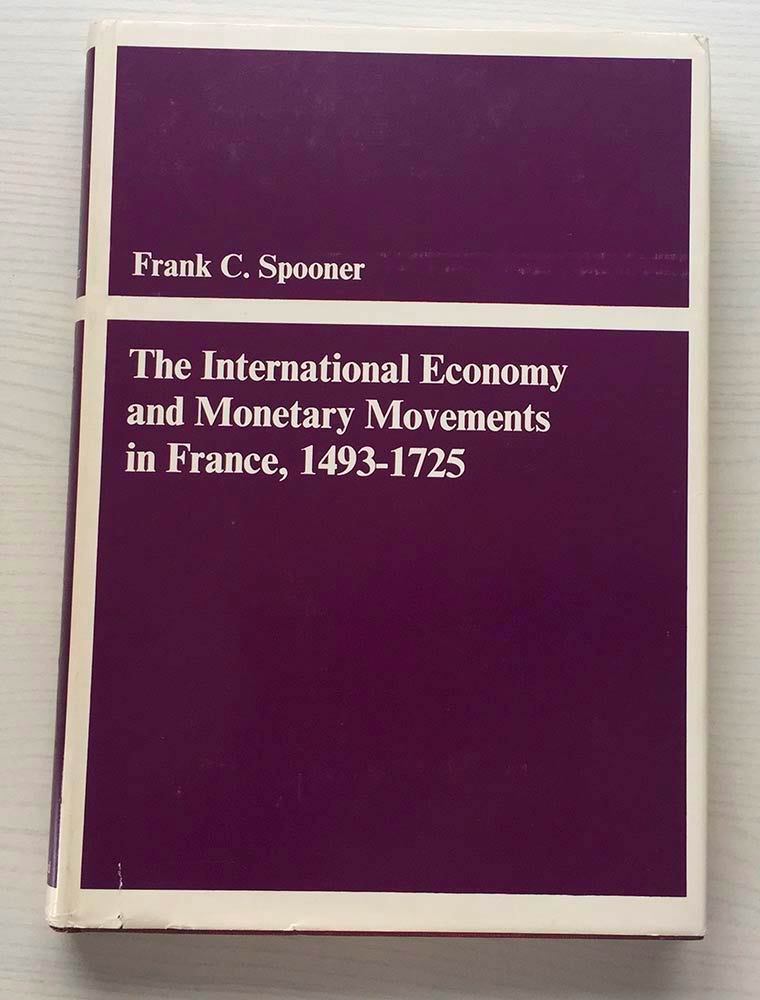 Frank C. Spooner
The International Economy
and Monetary Movements
in France, 1493-1725